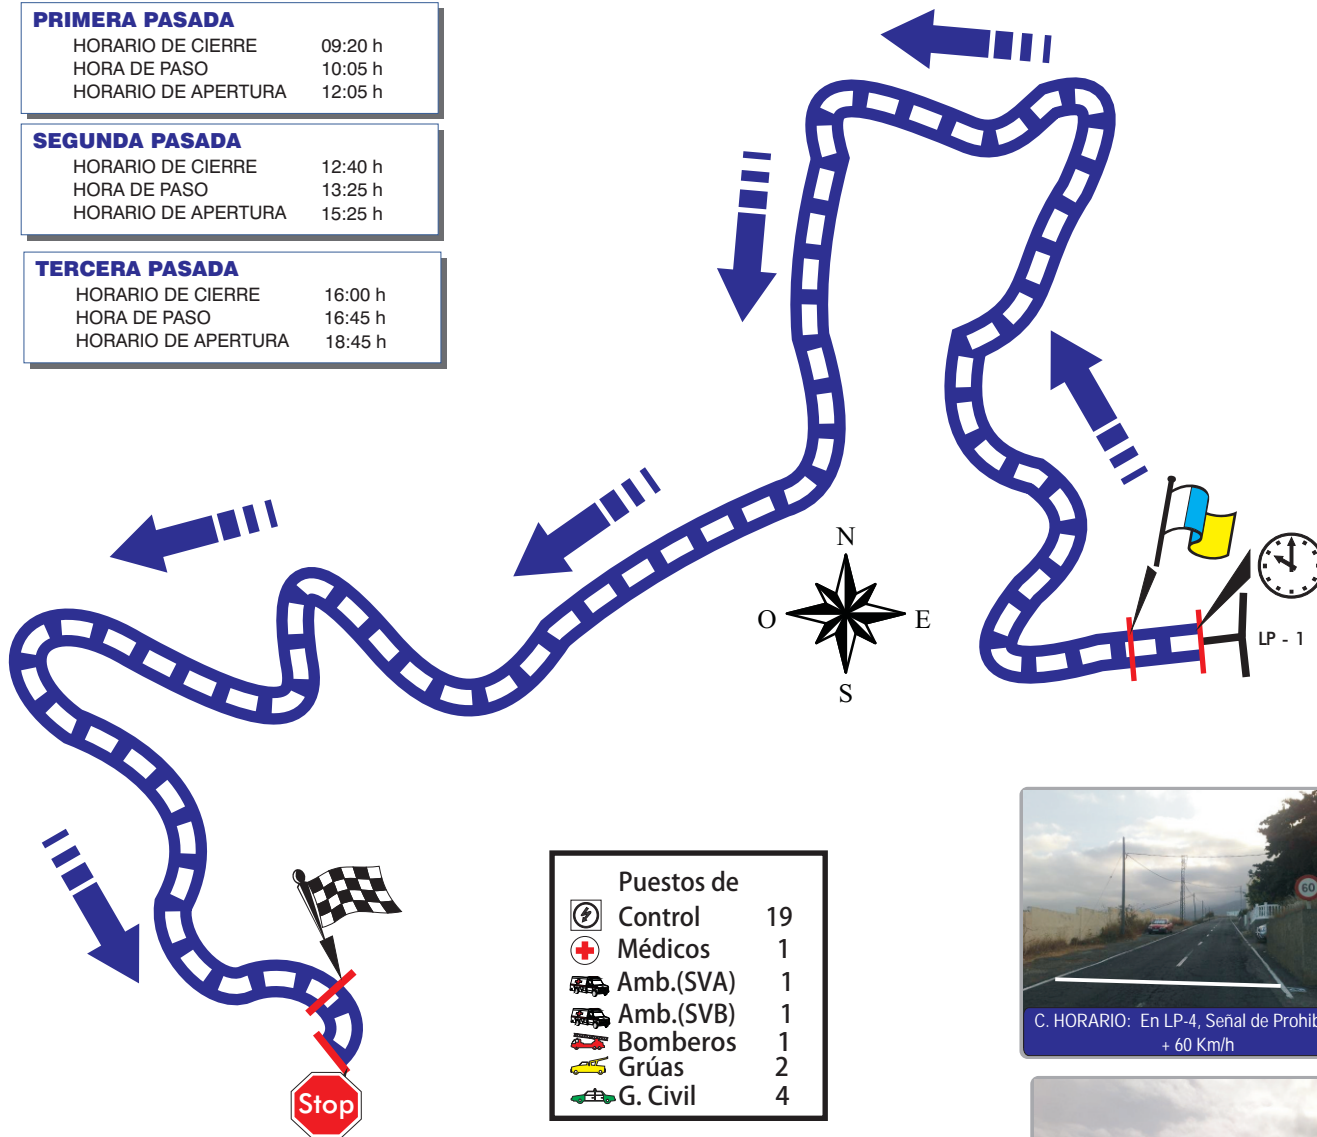 PRIMERA PASADA
HORARIO DE CIERRE 09:20 h
HORA DE PASO 10:05 h
HORARIO DE APERTURA 12:05 h
SEGUNDA PASADA
HORARIO DE CIERRE 12:40 h
HORA DE PASO 13:25 h
HORARIO DE APERTURA 15:25 h
TERCERA PASADA
HORARIO DE CIERRE 16:00 h
HORA DE PASO 16:45 h
HORARIO DE APERTURA 18:45 h
N
O E
S
LP - 1
Puestos de
Control 19
Médicos 1
Amb.(SVA) 1
Amb.(SVB) 1
Bomberos 1
Grúas 2
G. Civil 4
60
C. HORARIO: En LP-4, Señal de Prohib
+ 60 Km/h
Stop